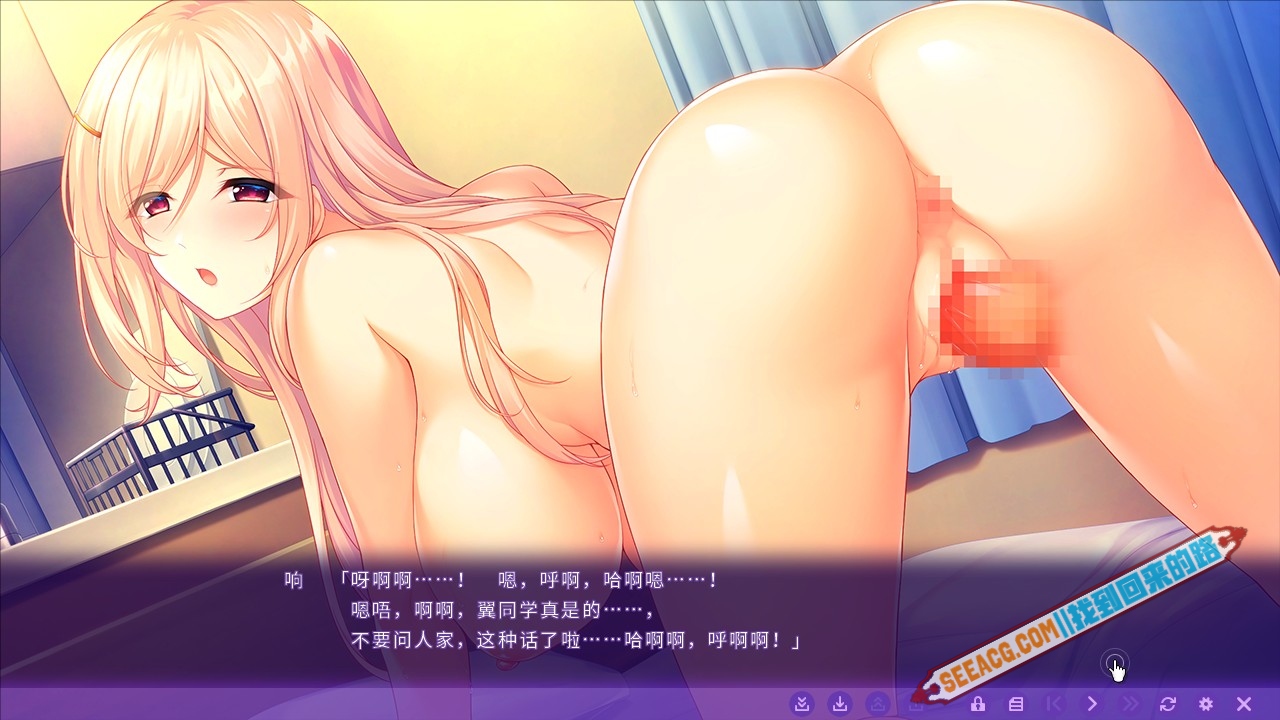 响 「呀啊啊……！ 嗯，呼啊，哈啊嗯……！
嗯唔，啊啊，翼同学真是的……，
不要问人家，这种话了啦……哈啊啊，呼啊啊！」
SEEACG.COM||找到回来的路